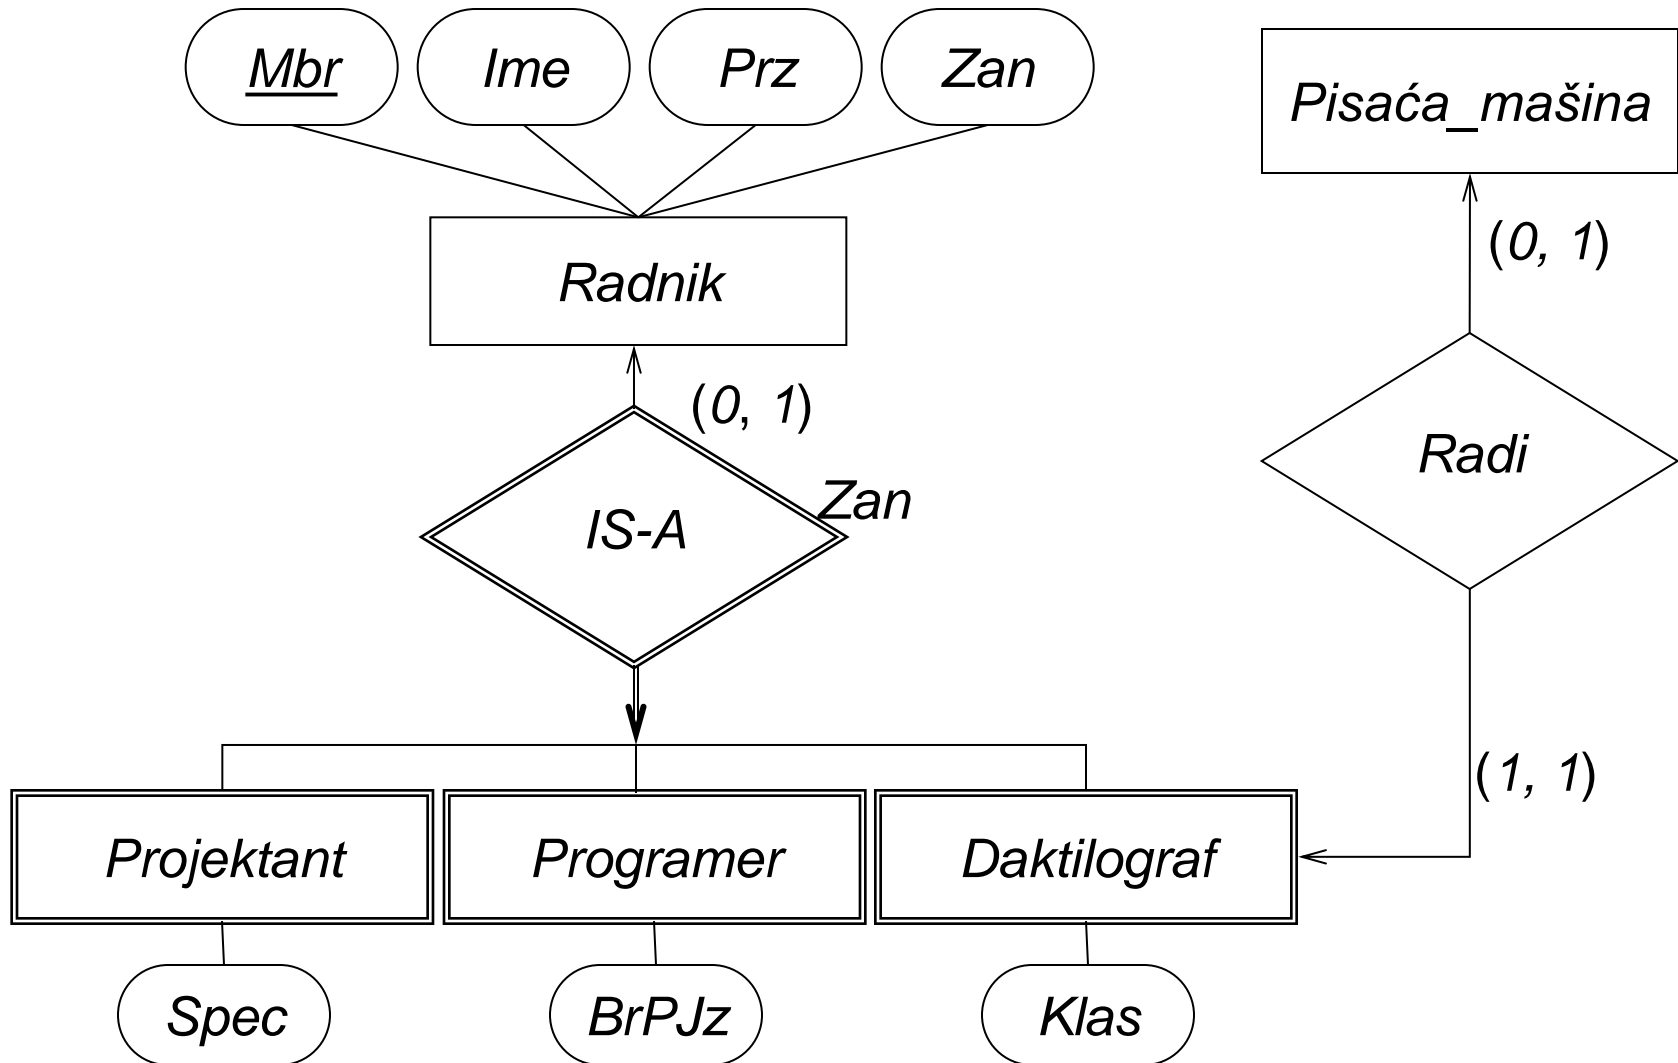 Mbr
Ime
Prz
Zan
Pisaća_mašina
Radnik
(0, 1)
(0, 1)
Radi
Zan
IS-A
(1, 1)
Projektant
Programer
Daktilograf
Spec
BrPJz
Klas